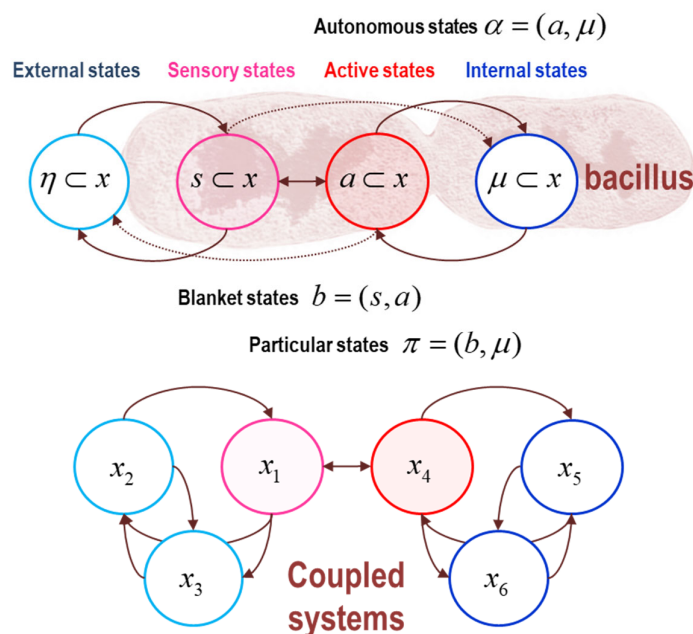 Autonomous states α = (a, μ)
External states Sensory states Active states Internal states
η ⊂ x s ⊂ x a ⊂ x μ ⊂ x bacillus
Blanket states b = (s, a)
Particular states π = (b, μ)
x₂ x₁ x₄ x₅
x₃ x₆
Coupled
systems